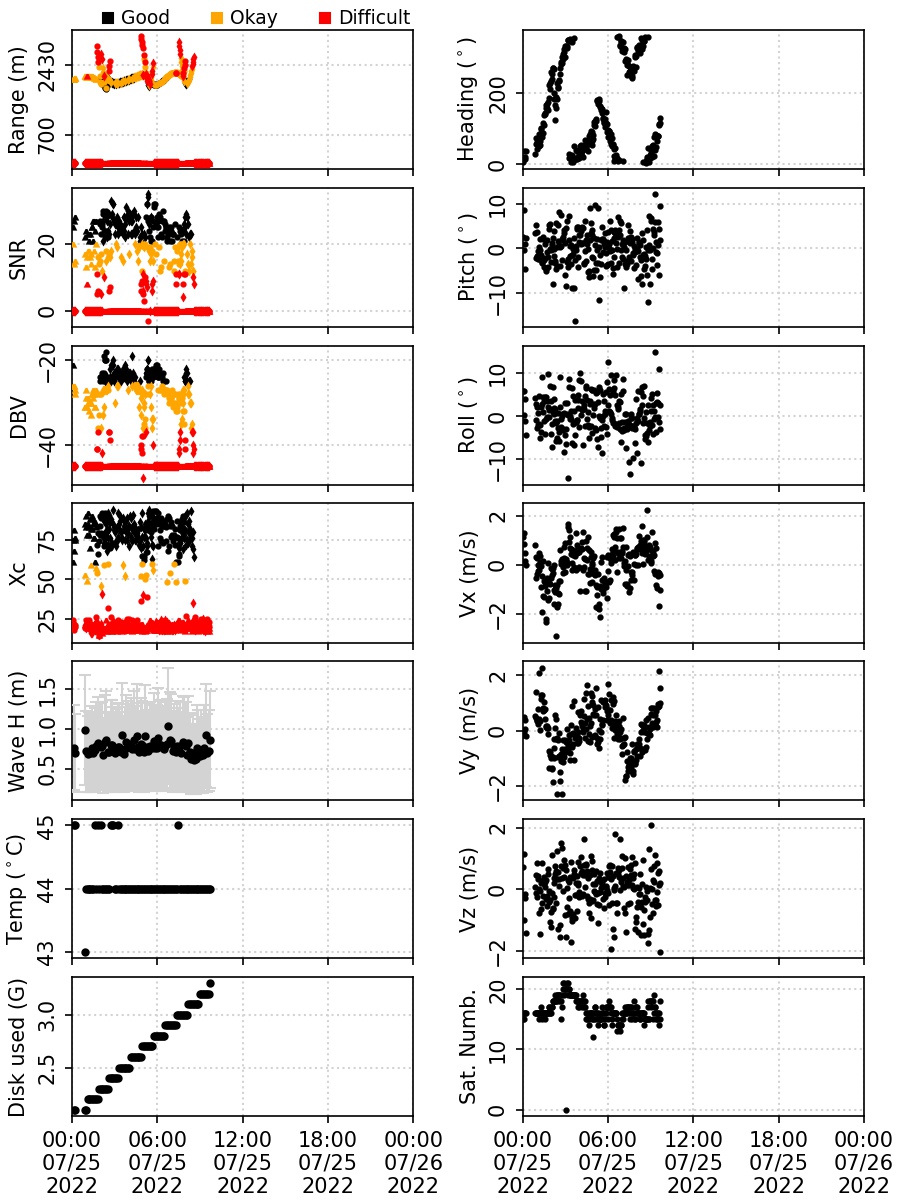 Good Okay Difficult
Range (m)
2430
700
Heading (°)
200
0
SNR
20
0
Pitch (°)
10
0
−10
DBV
−20
−40
Roll (°)
10
0
−10
Xc
75
50
25
Vx (m/s)
2
0
−2
Wave H (m)
1.5
1.0
0.5
Vy (m/s)
2
0
−2
Temp (°C)
45
44
43
Vz (m/s)
2
0
−2
Disk used (G)
3.0
2.5
Sat. Numb.
20
10
0
00:00 06:00 12:00 18:00 00:00 00:00 06:00 12:00 18:00 00:00
07/25 07/25 07/25 07/25 07/26 07/25 07/25 07/25 07/25 07/26
2022 2022 2022 2022 2022 2022 2022 2022 2022 2022